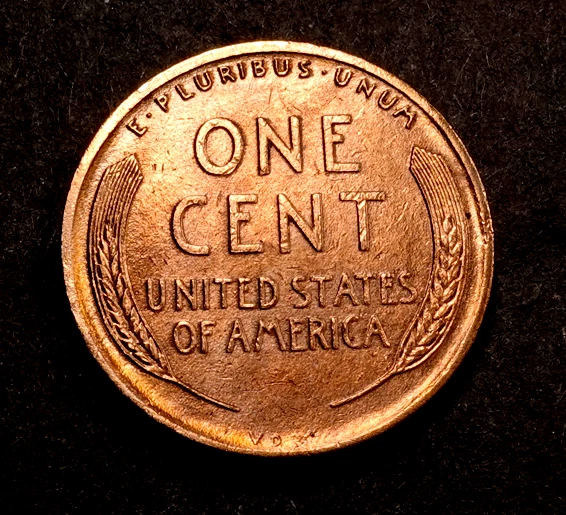 E·PLURIBUS·UNUM
ONE
CENT
UNITED STATES
OF AMERICA